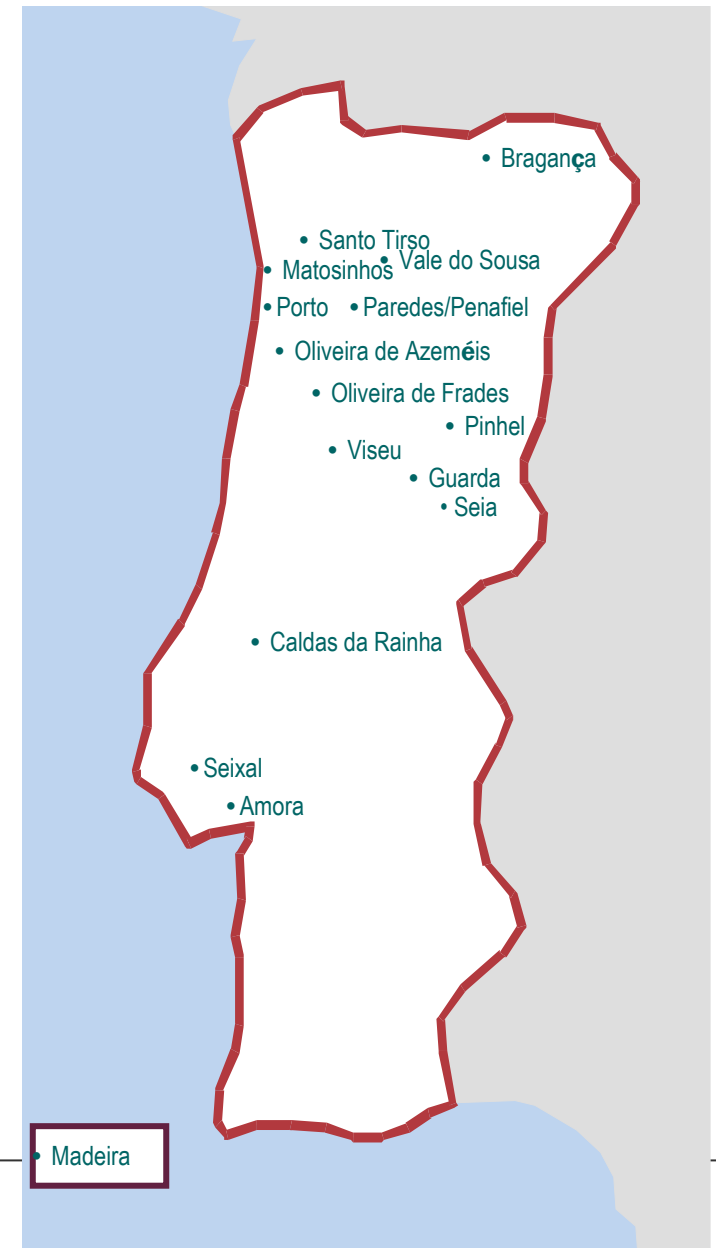 Bragança
Santo Tirso
Vale do Sousa
Matosinhos
Porto
Paredes/Penafiel
Oliveira de Azeméis
Oliveira de Frades
Pinhel
Viseu
Guarda
Seia
Caldas da Rainha
Seixal
Amora
Madeira